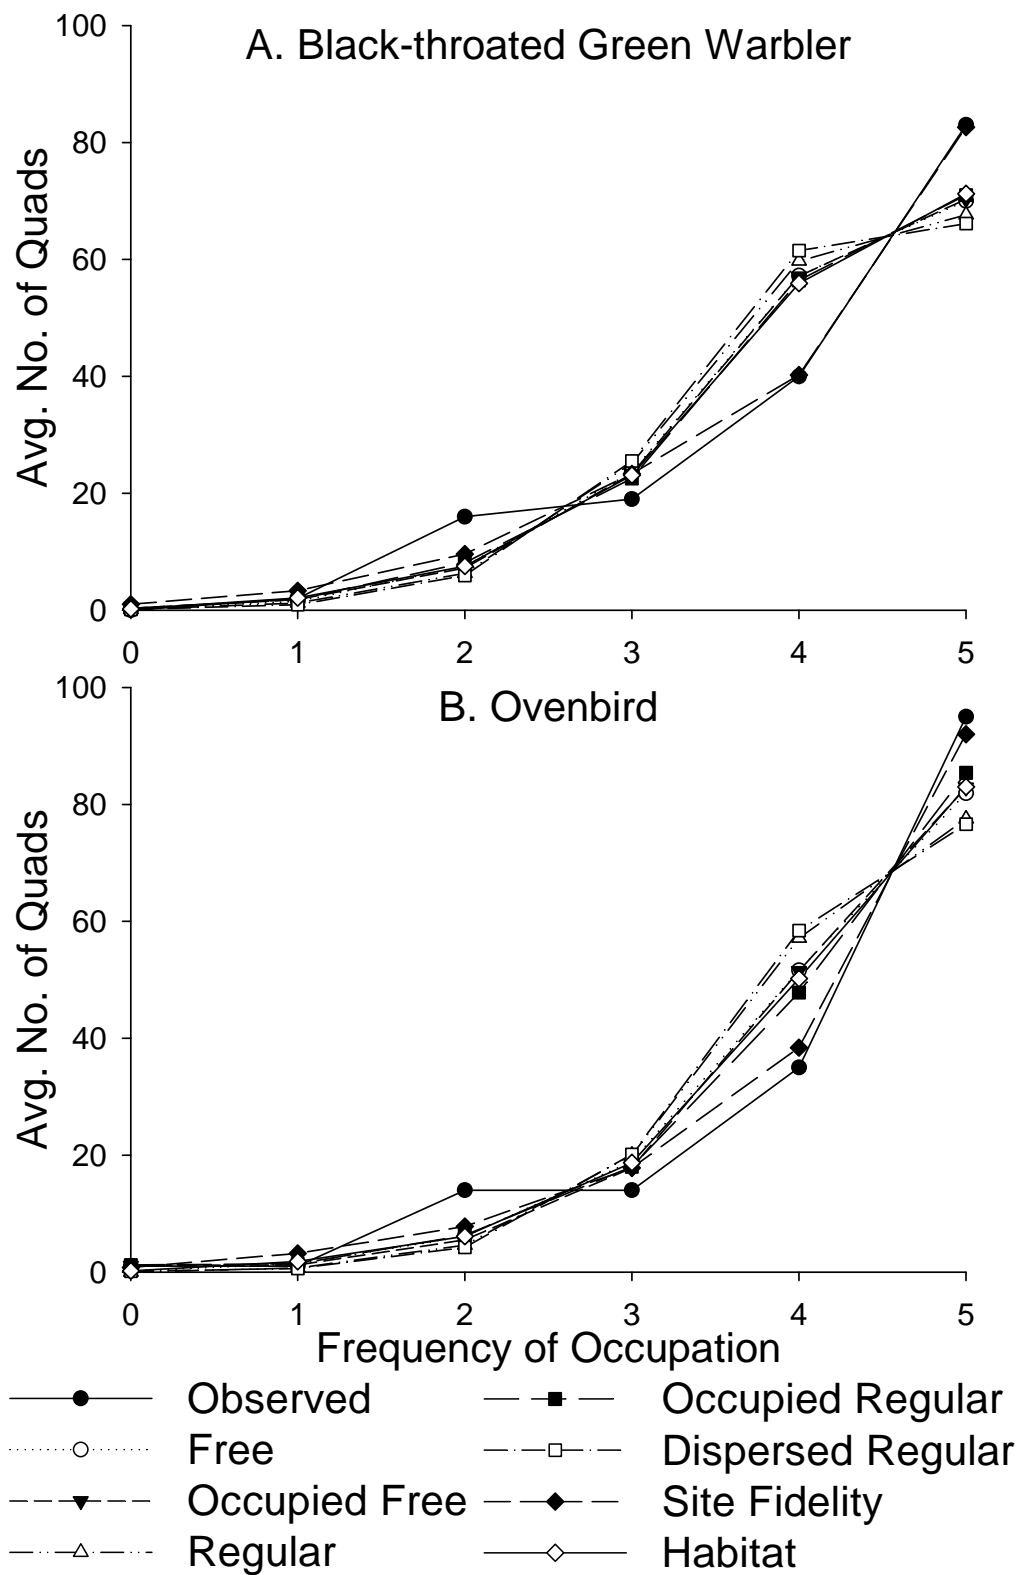 A. Black-throated Green Warbler
100
80
60
40
20
0
Avg. No. of Quads
0 1 2 3 4 5
B. Ovenbird
100
80
60
40
20
0
Avg. No. of Quads
0 1 2 3 4 5
Frequency of Occupation
Observed
Free
Occupied Free
Regular
Occupied Regular
Dispersed Regular
Site Fidelity
Habitat